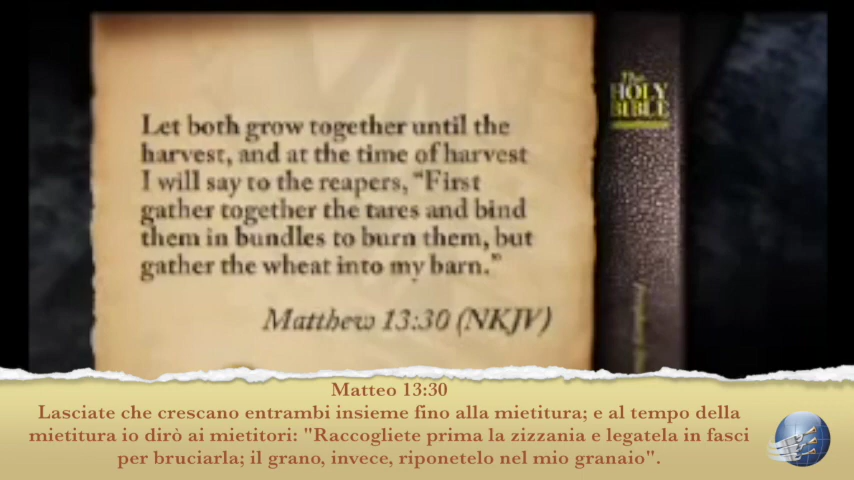 Let both grow together until the
harvest, and at the time of harvest
I will say to the reapers, "First
gather together the tares and bind
them in bundles to burn them, but
gather the wheat into my barn."
Matthew 13:30 (NKJV)
The
HOLY
BIBLE
Matteo 13:30
Lasciate che crescano entrambi insieme fino alla mietitura; e al tempo della
mietitura io dirò ai mietitori: "Raccogliete prima la zizzania e legatela in fasci
per bruciarla; il grano, invece, riponetelo nel mio granaio".